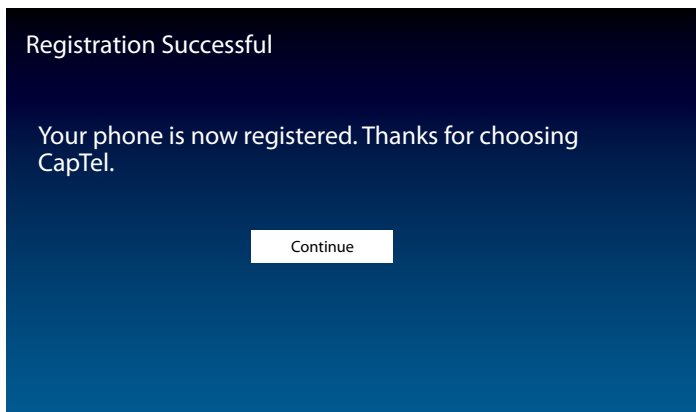 Registration Successful
Your phone is now registered. Thanks for choosing
CapTel.
Continue